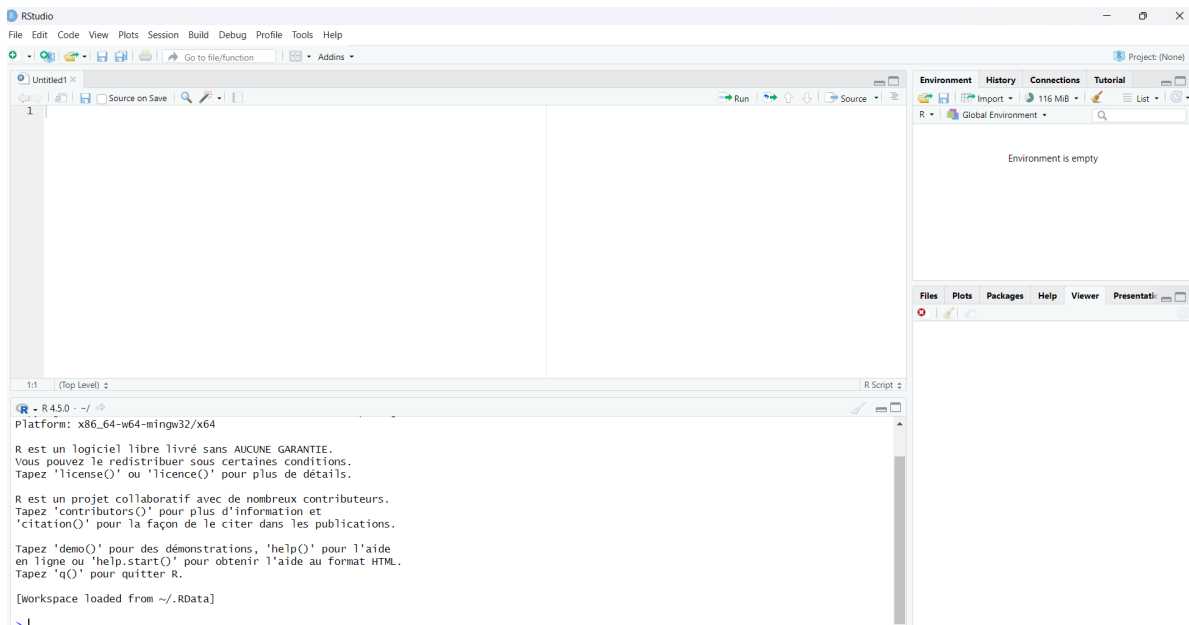 RStudio
File Edit Code View Plots Session Build Debug Profile Tools Help
Go to file/function Addins Project: (None)
Untitled1
Source on Save Run Source
1
1:1 (Top Level) R Script
R 4.5.0 · ~/
Platform: x86_64-w64-mingw32/x64
R est un logiciel libre livré sans AUCUNE GARANTIE.
Vous pouvez le redistribuer sous certaines conditions.
Tapez 'license()' ou 'licence()' pour plus de détails.
R est un projet collaboratif avec de nombreux contributeurs.
Tapez 'contributors()' pour plus d'information et
'citation()' pour la façon de le citer dans les publications.
Tapez 'demo()' pour des démonstrations, 'help()' pour l'aide
en ligne ou 'help.start()' pour obtenir l'aide au format HTML.
Tapez 'q()' pour quitter R.
[Workspace loaded from ~/.RData]
>
Environment History Connections Tutorial
Import 116 MiB List
R Global Environment
Environment is empty
Files Plots Packages Help Viewer Presentatic